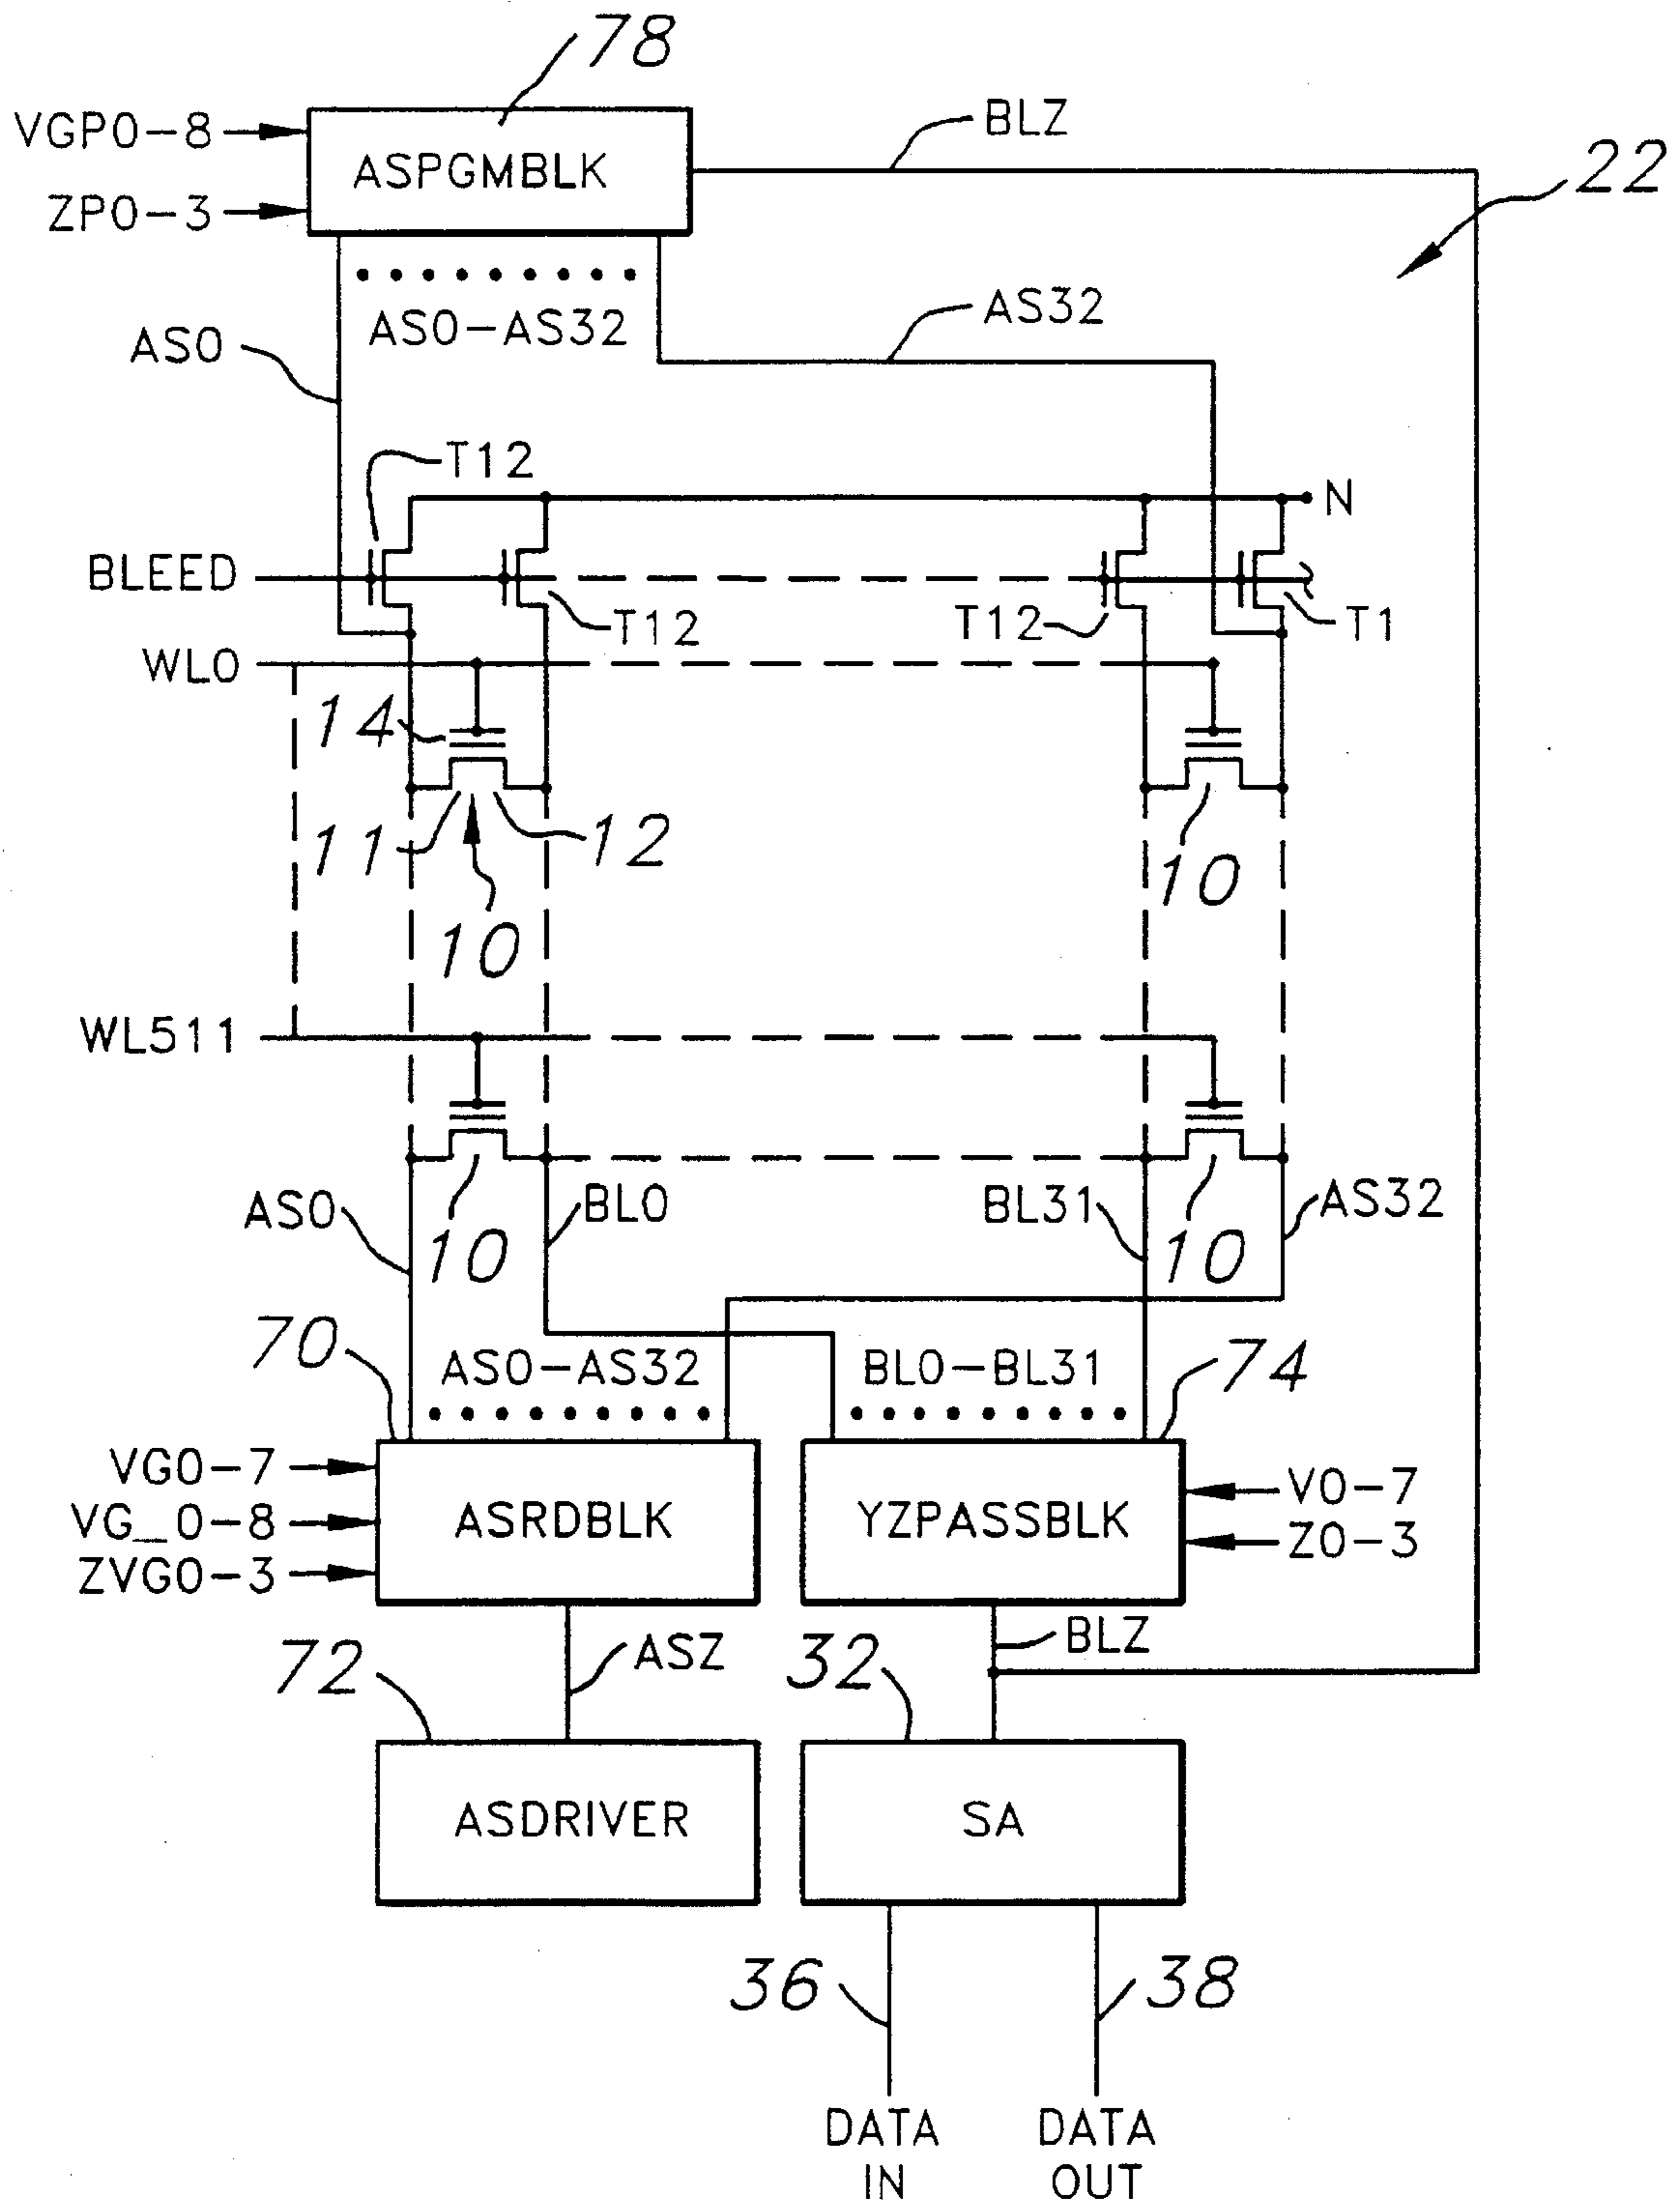 78
VGP0-8
ASPGMBLK
BLZ
22
ZP0-3
AS0-AS32
AS32
AS0
T12
N
BLEED
T12
T12
T1
WL0
14
11
12
10
10
WL511
AS0
BL0
BL31
AS32
10
10
70
AS0-AS32
BL0-BL31
74
VG0-7
VG_0-8
ZVG0-3
ASRDBLK
YZPASSBLK
V0-7
Z0-3
72
ASZ
32
BLZ
ASDRIVER
SA
36
38
DATA IN
DATA OUT